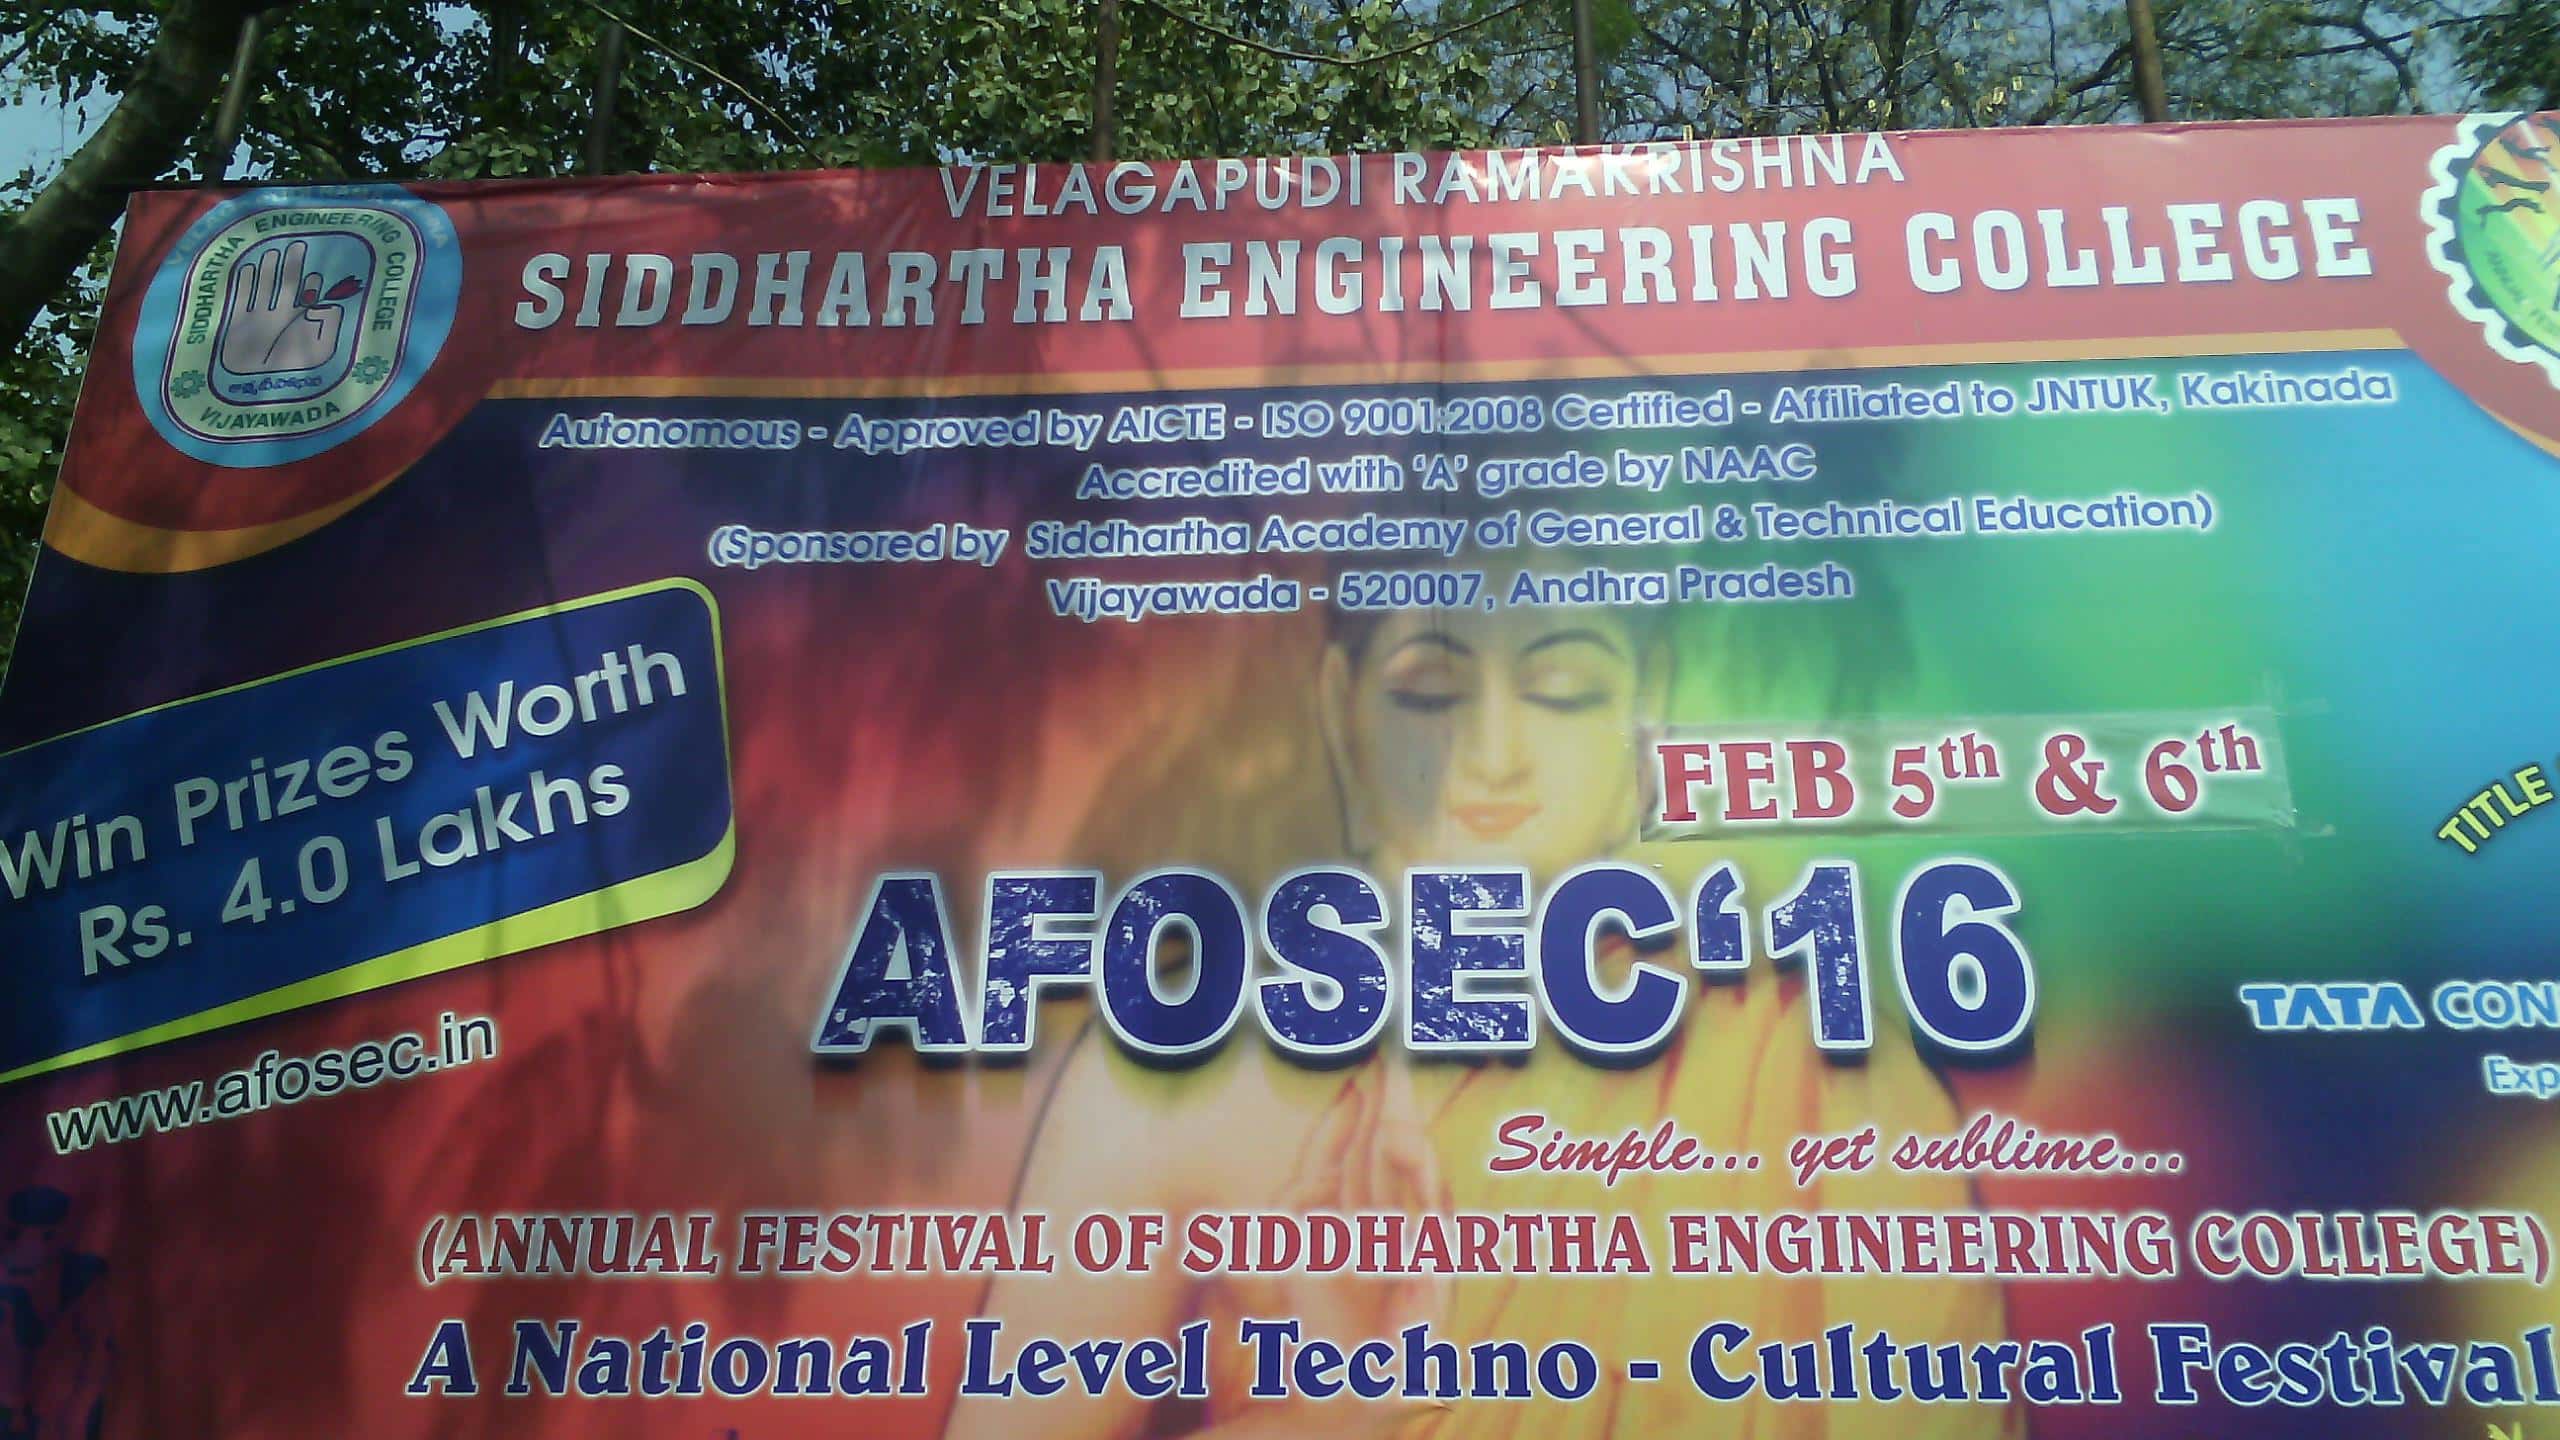 VELAGAPUDI RAMAKRISHNA
SIDDHARTHA ENGINEERING COLLEGE
SIDDHARTHA ENGINEERING COLLEGE
VIJAYAWADA
Autonomous - Approved by AICTE - ISO 9001:2008 Certified - Affiliated to JNTUK, Kakinada
Accredited with 'A' grade by NAAC
(Sponsored by Siddhartha Academy of General & Technical Education)
Vijayawada - 520007, Andhra Pradesh
Win Prizes Worth
Rs. 4.0 Lakhs
www.afosec.in
FEB 5th & 6th
AFOSEC‘16
TITLE
TATA CON
Exp
Simple... yet sublime...
(ANNUAL FESTIVAL OF SIDDHARTHA ENGINEERING COLLEGE)
A National Level Techno - Cultural Festival